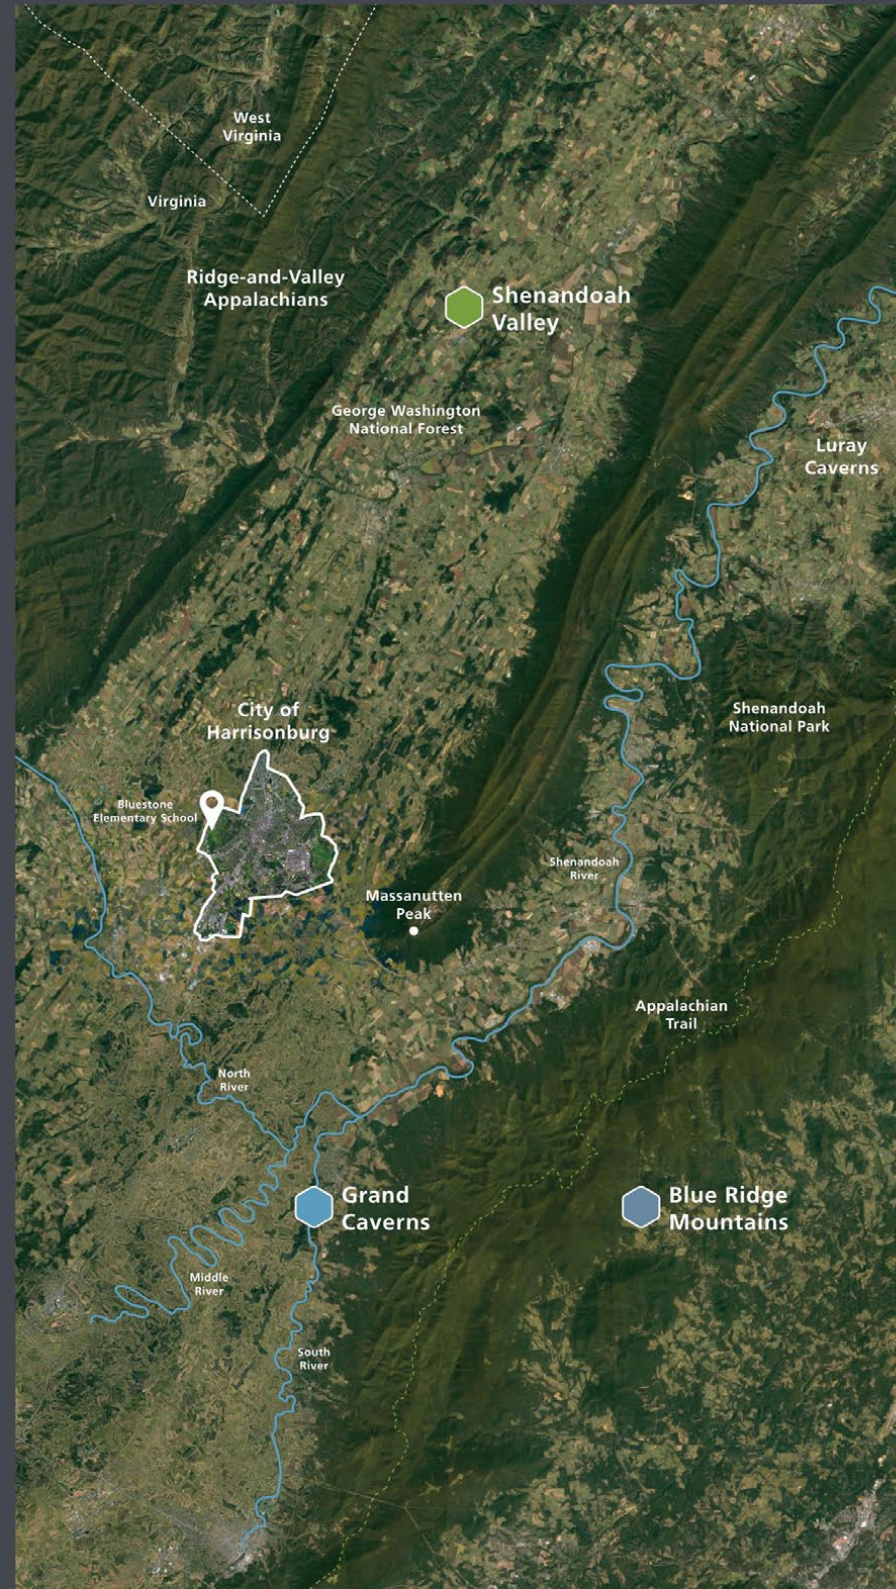 West
Virginia
Virginia
Ridge-and-Valley
Appalachians
Shenandoah
Valley
George Washington
National Forest
Luray
Caverns
Shenandoah
National Park
City of
Harrisonburg
Bluestone
Elementary School
Shenandoah
River
Massanutten
Peak
Appalachian
Trail
North
River
Grand
Caverns
Blue Ridge
Mountains
Middle
River
South
River